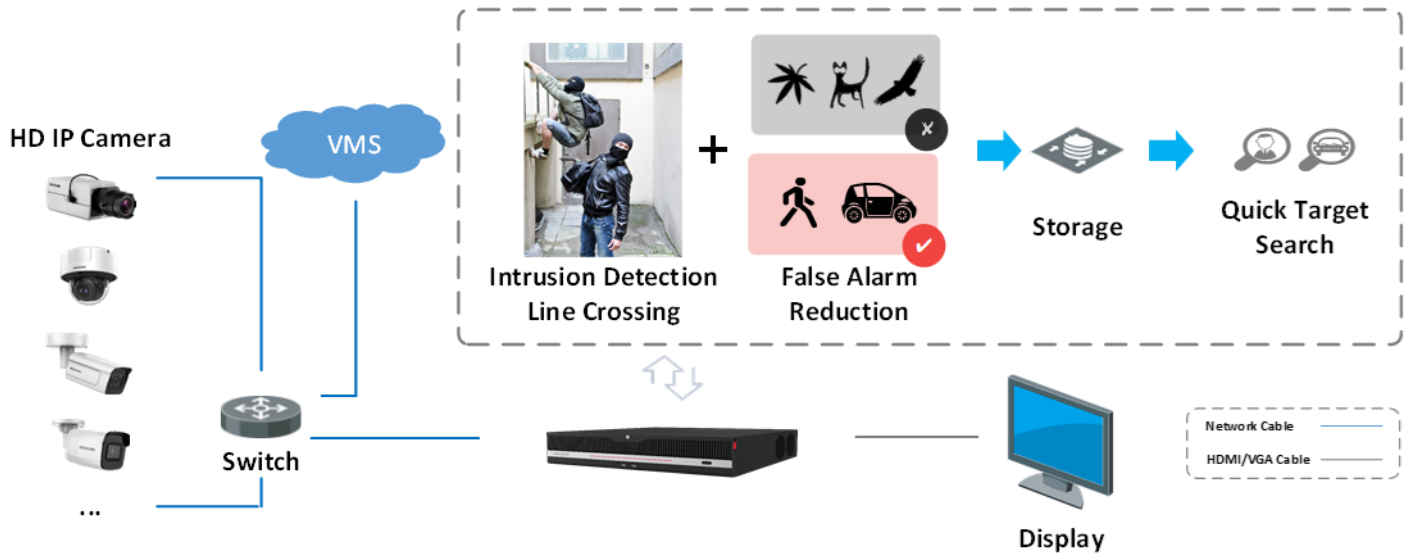 HD IP Camera
VMS
Intrusion Detection
Line Crossing
+
False Alarm
Reduction
Storage
Quick Target
Search
Switch
...
Display
Network Cable
HDMI/VGA Cable